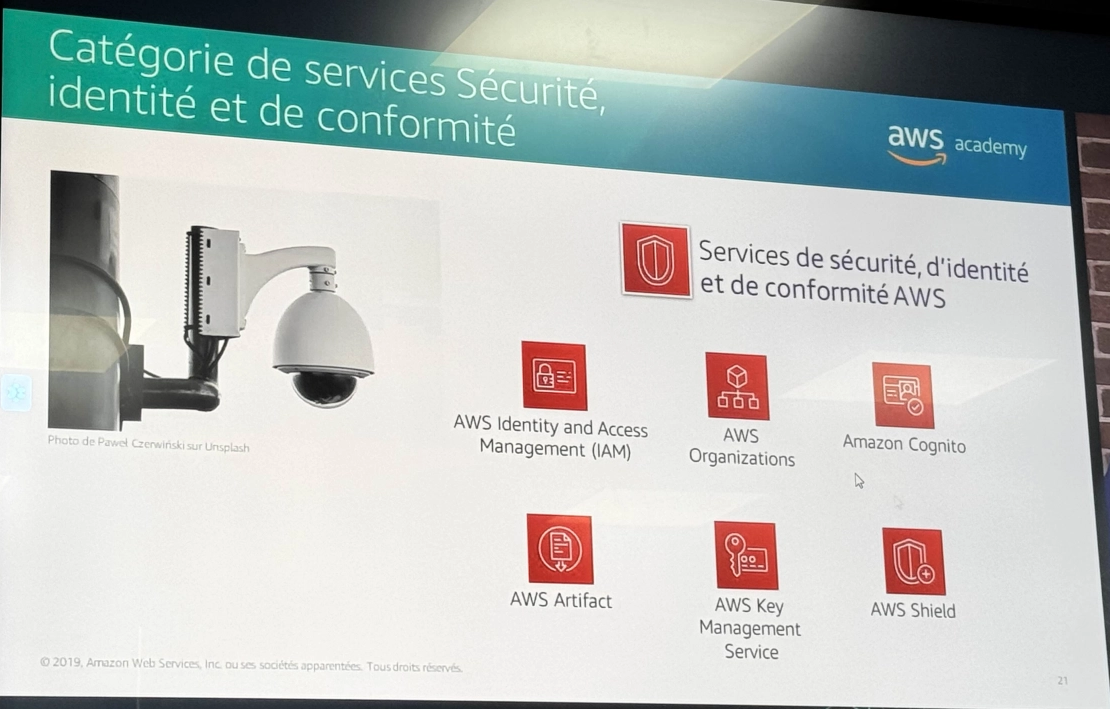 Catégorie de services Sécurité,
identité et de conformité
aws academy
Services de sécurité, d'identité
et de conformité AWS
AWS Identity and Access
Management (IAM)
AWS
Organizations
Amazon Cognito
Photo de Paweł Czerwiński sur Unsplash
AWS Artifact
AWS Key
Management
Service
AWS Shield
© 2019, Amazon Web Services, Inc. ou ses sociétés apparentées. Tous droits réservés.
21